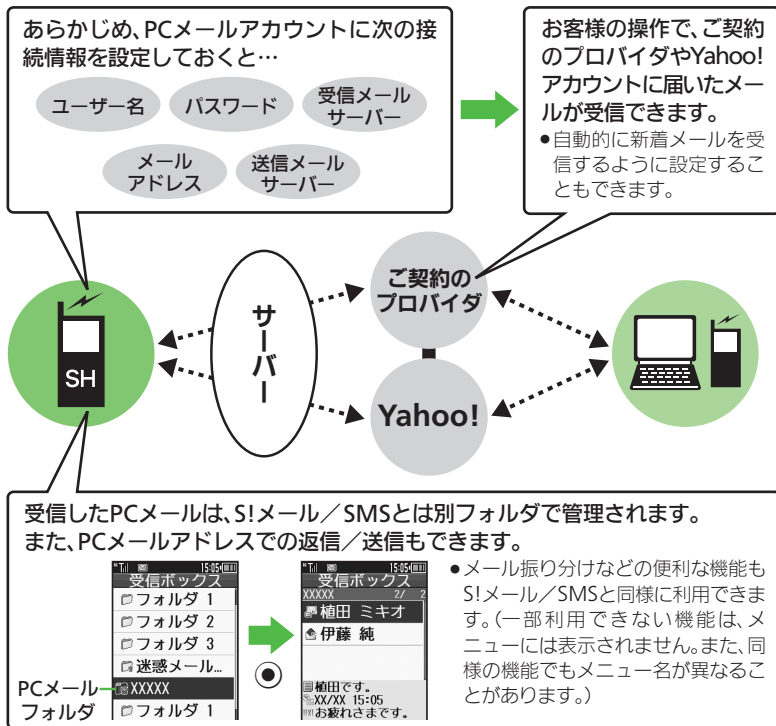 あらかじめ、PCメールアカウントに次の接
続情報を設定しておくと…
ユーザー名
パスワード
受信メール
サーバー
メール
アドレス
送信メール
サーバー
お客様の操作で、ご契約
のプロバイダやYahoo!
アカウントに届いたメー
ルが受信できます。
●自動的に新着メールを受
信するように設定するこ
ともできます。
SH
サーバー
ご契約の
プロバイダ
Yahoo!
受信したPCメールは、S!メール／SMSとは別フォルダで管理されます。
また、PCメールアドレスでの返信／送信もできます。
15:05
受信ボックス
フォルダ 1
フォルダ 2
フォルダ 3
迷惑メール…
XXXXX
フォルダ 1
PCメール
フォルダ
15:05
受信ボックス
XXXXX 2/ 2
植田 ミキオ
伊藤 純
植田です。
XX/XX 15:05
お疲れさまです。
●メール振り分けなどの便利な機能も
S!メール／SMSと同様に利用できま
す。（一部利用できない機能は、メ
ニューには表示されません。また、同
様の機能でもメニュー名が異なるこ
とがあります。）